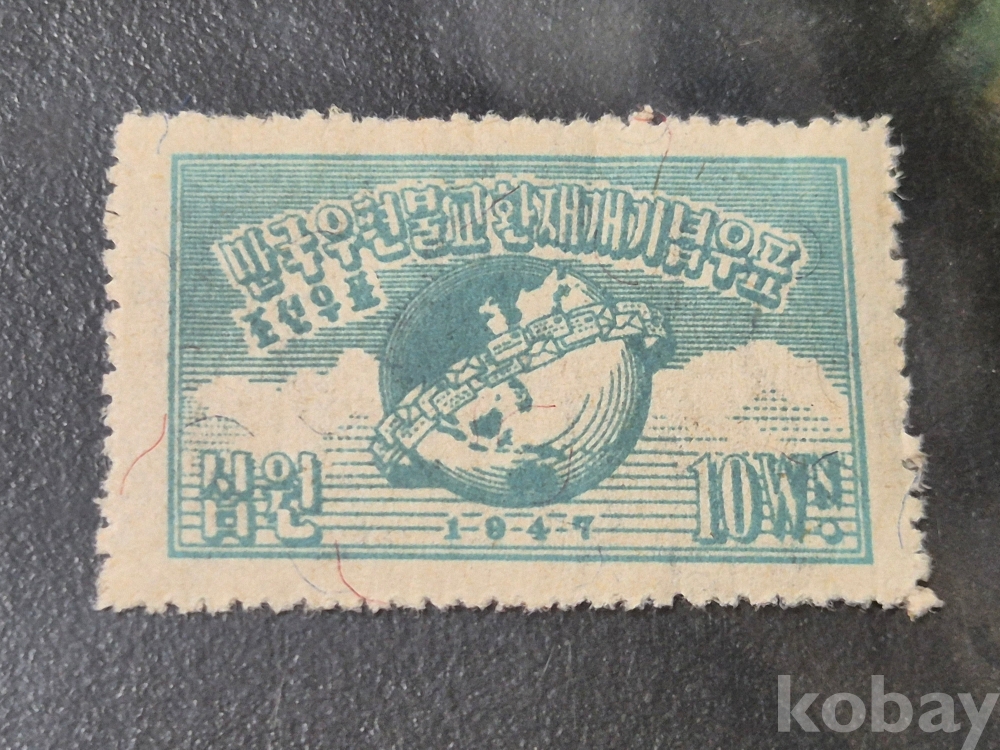 만국우편물교환재개기념우표
조선우표
십원
10WN.
1·9·4·7
kobay